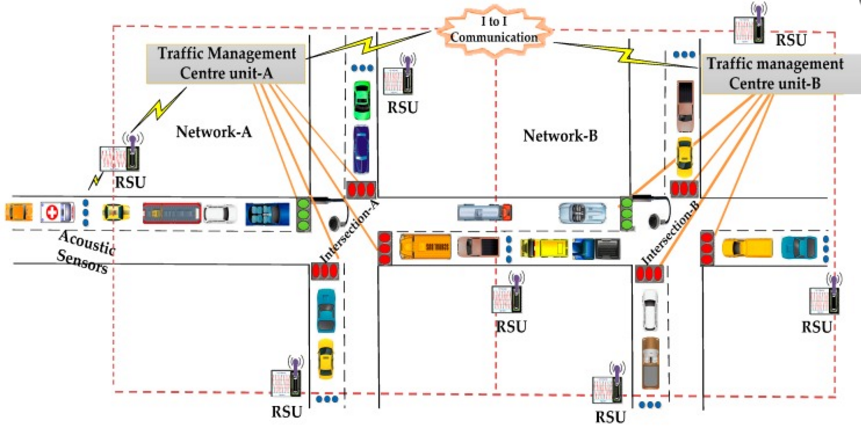 I to I
Communication
RSU
Traffic Management
Centre unit-A
Traffic management
Centre unit-B
RSU
Network-A
Network-B
RSU
Acoustic
Sensors
Intersection-A
Intersection-B
RSU
RSU
RSU
RSU